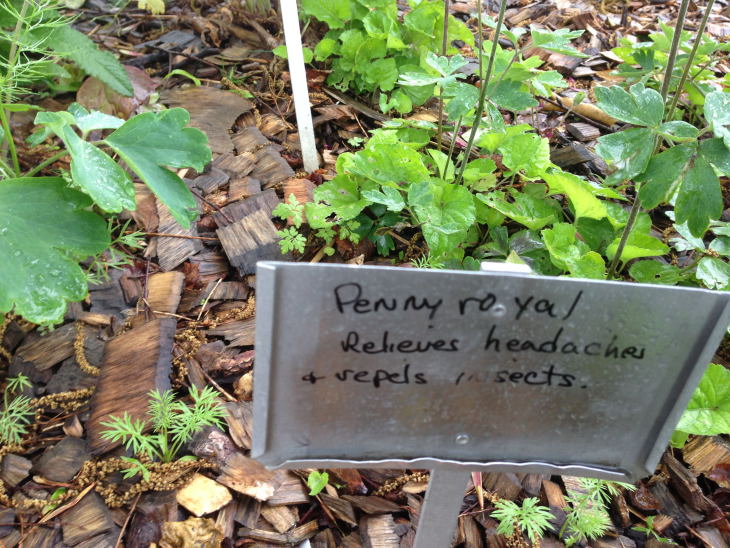 Penny royal
Relieves headaches
+ repels insects.